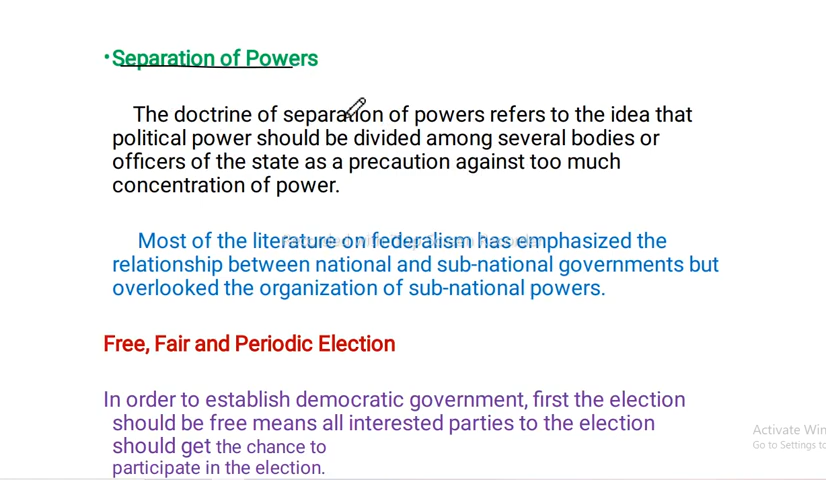 •Separation of Powers
The doctrine of separation of powers refers to the idea that
political power should be divided among several bodies or
officers of the state as a precaution against too much
concentration of power.
Most of the literature on federalism has emphasized the
relationship between national and sub-national governments but
overlooked the organization of sub-national powers.
Free, Fair and Periodic Election
In order to establish democratic government, first the election
should be free means all interested parties to the election
should get the chance to
participate in the election.
Activate Win
Go to Settings to